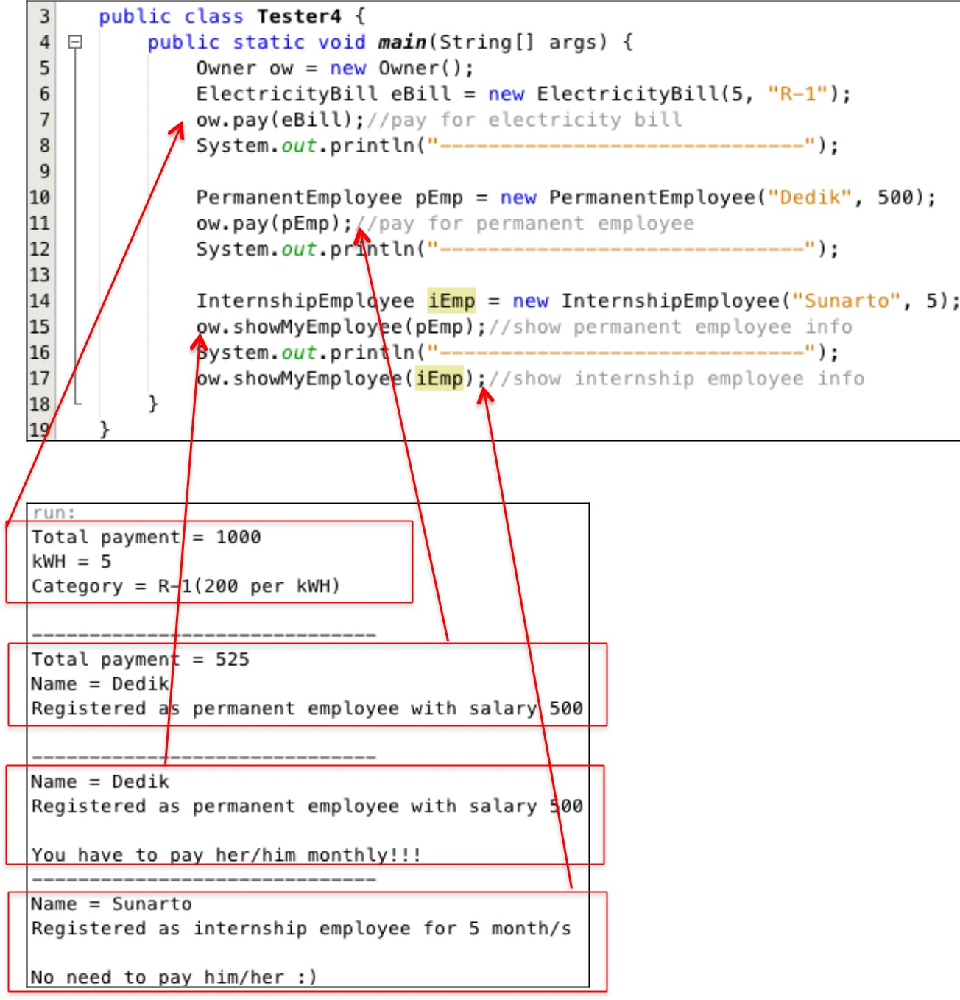 3 public class Tester4 {
4 public static void main(String[] args) {
5 Owner ow = new Owner();
6 ElectricityBill eBill = new ElectricityBill(5, "R-1");
7 ow.pay(eBill);//pay for electricity bill
8 System.out.println("------------------------------");
9
10 PermanentEmployee pEmp = new PermanentEmployee("Dedik", 500);
11 ow.pay(pEmp);//pay for permanent employee
12 System.out.println("------------------------------");
13
14 InternshipEmployee iEmp = new InternshipEmployee("Sunarto", 5);
15 ow.showMyEmployee(pEmp);//show permanent employee info
16 System.out.println("------------------------------");
17 ow.showMyEmployee(iEmp);//show internship employee info
18 }
19 }
run:
Total payment = 1000
kWH = 5
Category = R-1(200 per kWH)
------------------------------
Total payment = 525
Name = Dedik
Registered as permanent employee with salary 500
------------------------------
Name = Dedik
Registered as permanent employee with salary 500
You have to pay her/him monthly!!!
------------------------------
Name = Sunarto
Registered as internship employee for 5 month/s
No need to pay him/her :)